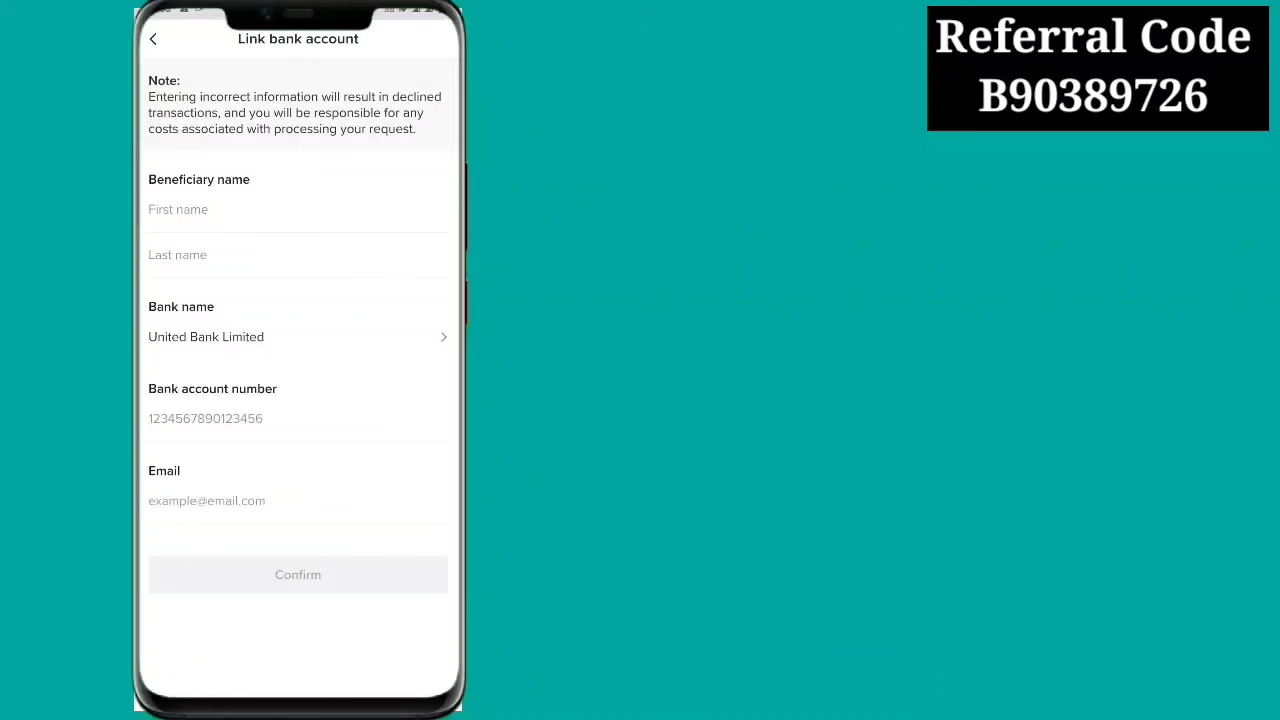 Referral Code
B90389726
Link bank account
Note:
Entering incorrect information will result in declined
transactions, and you will be responsible for any
costs associated with processing your request.
Beneficiary name
First name
Last name
Bank name
United Bank Limited
Bank account number
1234567890123456
Email
example@email.com
Confirm